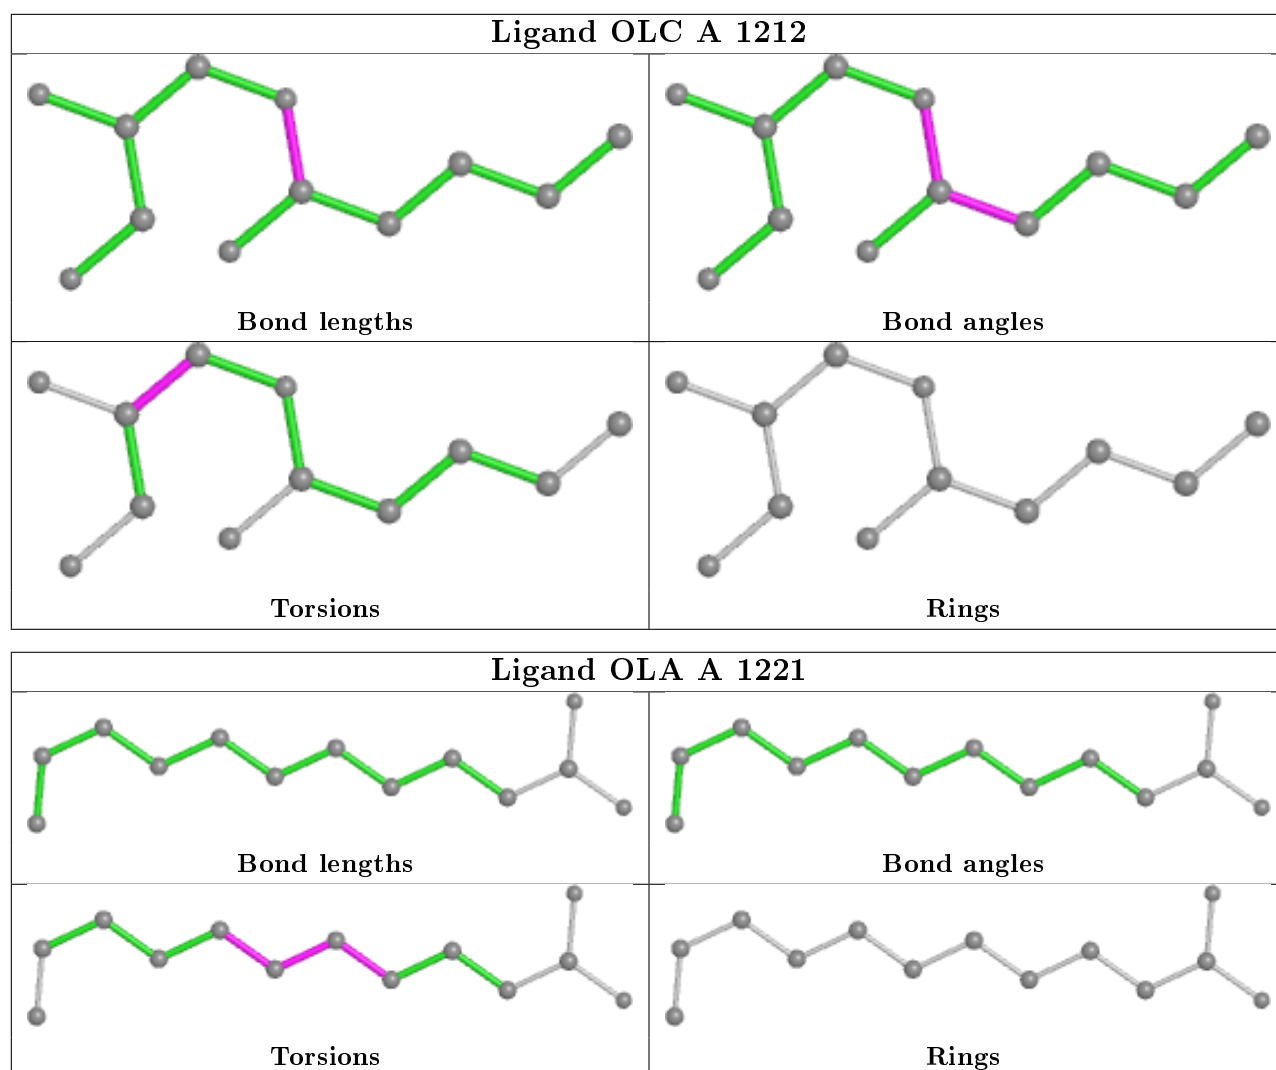 Ligand OLC A 1212
Bond lengths
Bond angles
Torsions
Rings
Ligand OLA A 1221
Bond lengths
Bond angles
Torsions
Rings